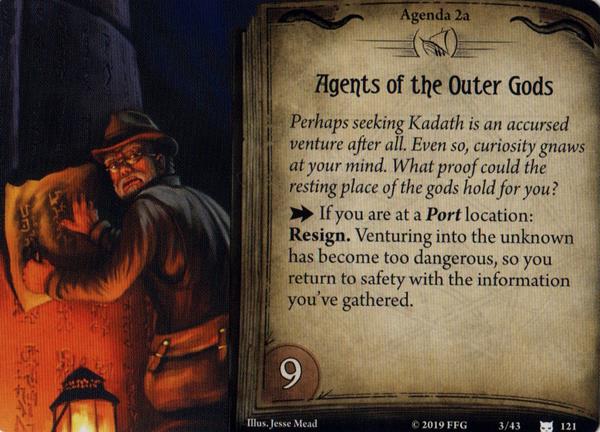 Agenda 2a
Agents of the Outer Gods
Perhaps seeking Kadath is an accursed
venture after all. Even so, curiosity gnaws
at your mind. What proof could the
resting place of the gods hold for you?
If you are at a Port location:
Resign. Venturing into the unknown
has become too dangerous, so you
return to safety with the information
you've gathered.
9
Illus. Jesse Mead
© 2019 FFG
3/43
121